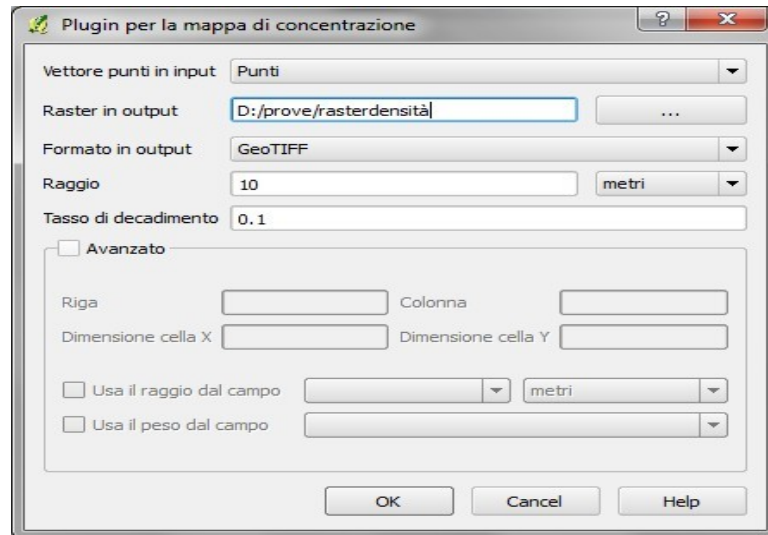 Plugin per la mappa di concentrazione
Vettore punti in input Punti
Raster in output D:/prove/rasterdensità ...
Formato in output GeoTIFF
Raggio 10 metri
Tasso di decadimento 0.1
Avanzato
Riga Colonna
Dimensione cella X Dimensione cella Y
Usa il raggio dal campo metri
Usa il peso dal campo
OK Cancel Help